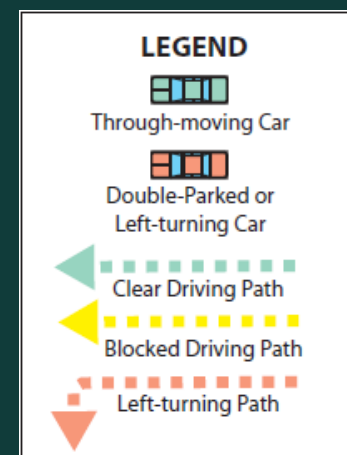 LEGEND
Through-moving Car
Double-Parked or
Left-turning Car
Clear Driving Path
Blocked Driving Path
Left-turning Path